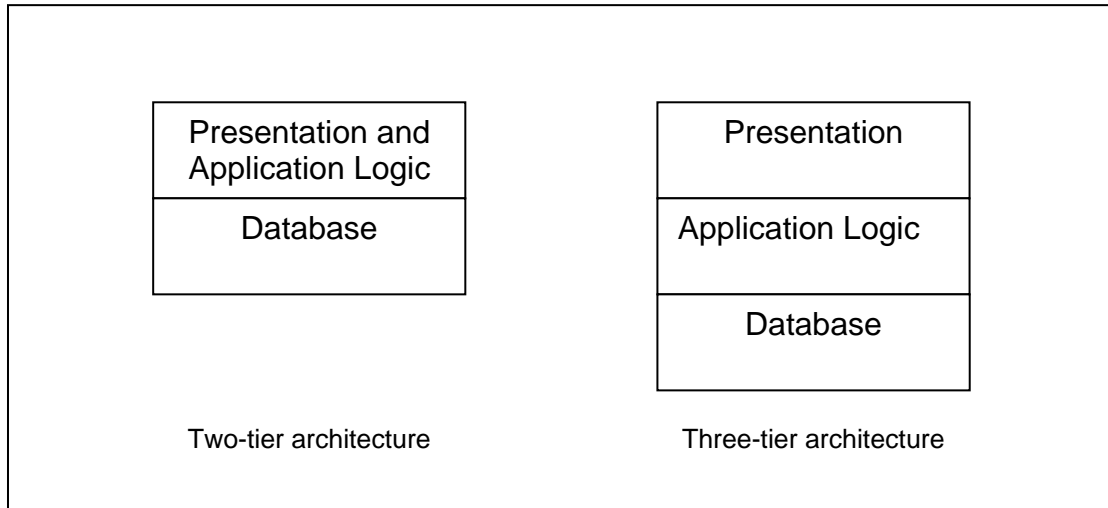 Presentation and
Application Logic
Database
Two-tier architecture
Presentation
Application Logic
Database
Three-tier architecture